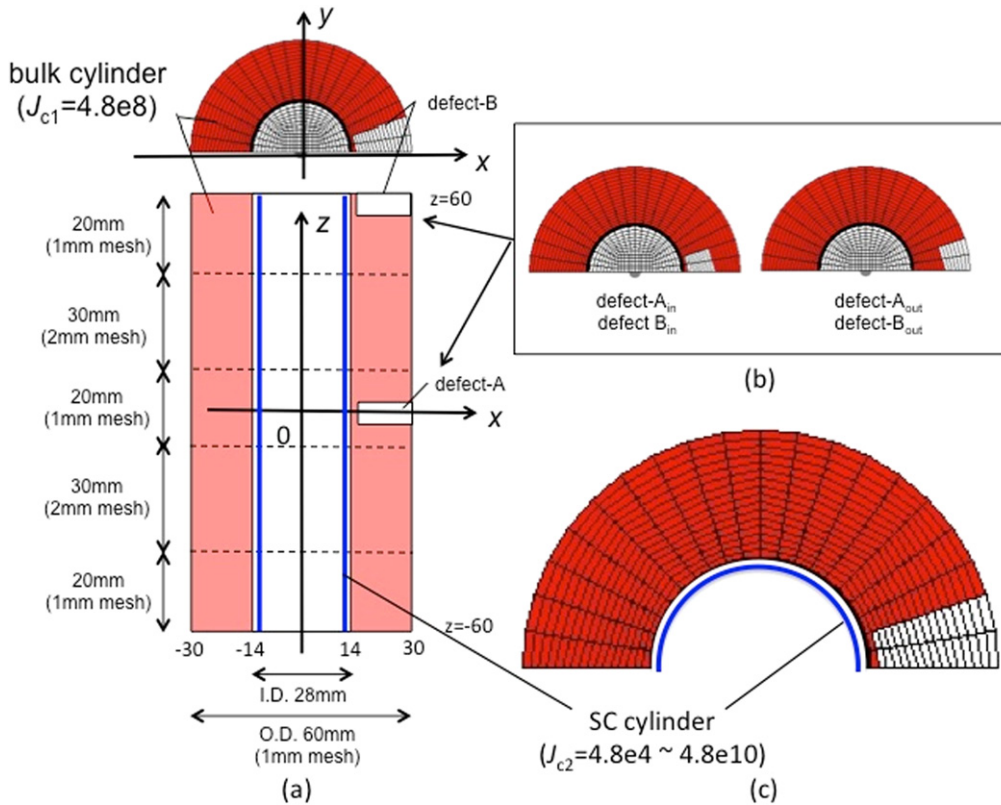 y
bulk cylinder
(Jc1=4.8e8)
defect-B
x
20mm
(1mm mesh)
z
z=60
30mm
(2mm mesh)
20mm
(1mm mesh)
defect-A
x
0
30mm
(2mm mesh)
20mm
(1mm mesh)
z=-60
-30 -14 14 30
I.D. 28mm
O.D. 60mm
(1mm mesh)
(a)
defect-Ain
defect Bin
defect-Aout
defect-Bout
(b)
SC cylinder
(Jc2=4.8e4 ~ 4.8e10)
(c)